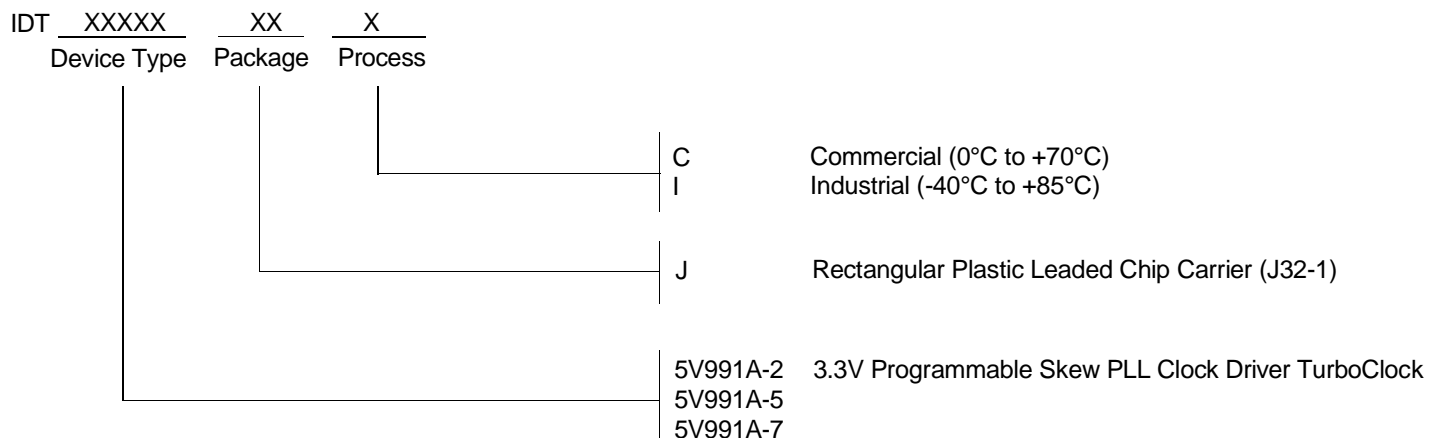 IDT XXXXX XX X
Device Type Package Process
C Commercial (0°C to +70°C)
I Industrial (-40°C to +85°C)
J Rectangular Plastic Leaded Chip Carrier (J32-1)
5V991A-2 3.3V Programmable Skew PLL Clock Driver TurboClock
5V991A-5
5V991A-7